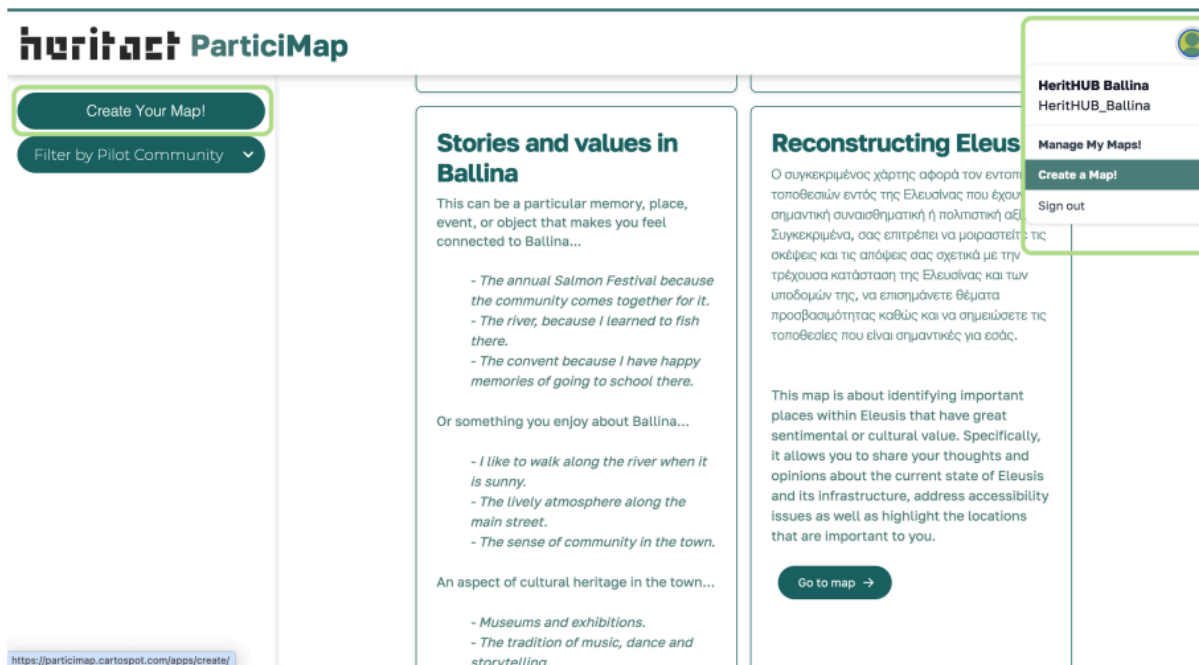 heritact ParticiMap
Create Your Map!
Filter by Pilot Community
Stories and values in
Ballina
This can be a particular memory, place,
event, or object that makes you feel
connected to Ballina...
- The annual Salmon Festival because
the community comes together for it.
- The river, because I learned to fish
there.
- The convent because I have happy
memories of going to school there.
Or something you enjoy about Ballina...
- I like to walk along the river when it
is sunny.
- The lively atmosphere along the
main street.
- The sense of community in the town.
An aspect of cultural heritage in the town...
- Museums and exhibitions.
- The tradition of music, dance and
storytelling
Reconstructing Eleus
Ο συγκεκριμένος χάρτης αφορά τον
τοποθεσιών εντός της Ελευσίνας που έχουν
σημαντική συναισθηματική ή πολιτιστική
Συγκεκριμένα, σας επιτρέπει να μοιραστείτε τις
σκέψεις και τις απόψεις σας σχετικά με την
τρέχουσα κατάσταση της Ελευσίνας και των
υποδομών της, να επισημάνετε θέματα
προσβασιμότητας καθώς και να σημειώσετε τις
τοποθεσίες που είναι σημαντικές για εσάς.
This map is about identifying important
places within Eleusis that have great
sentimental or cultural value. Specifically,
it allows you to share your thoughts and
opinions about the current state of Eleusis
and its infrastructure, address accessibility
issues as well as highlight the locations
that are important to you.
Go to map →
HeritHUB Ballina
HeritHUB_Ballina
Manage My Maps!
Create a Map!
Sign out
https://participimap.cartospot.com/apps/create/